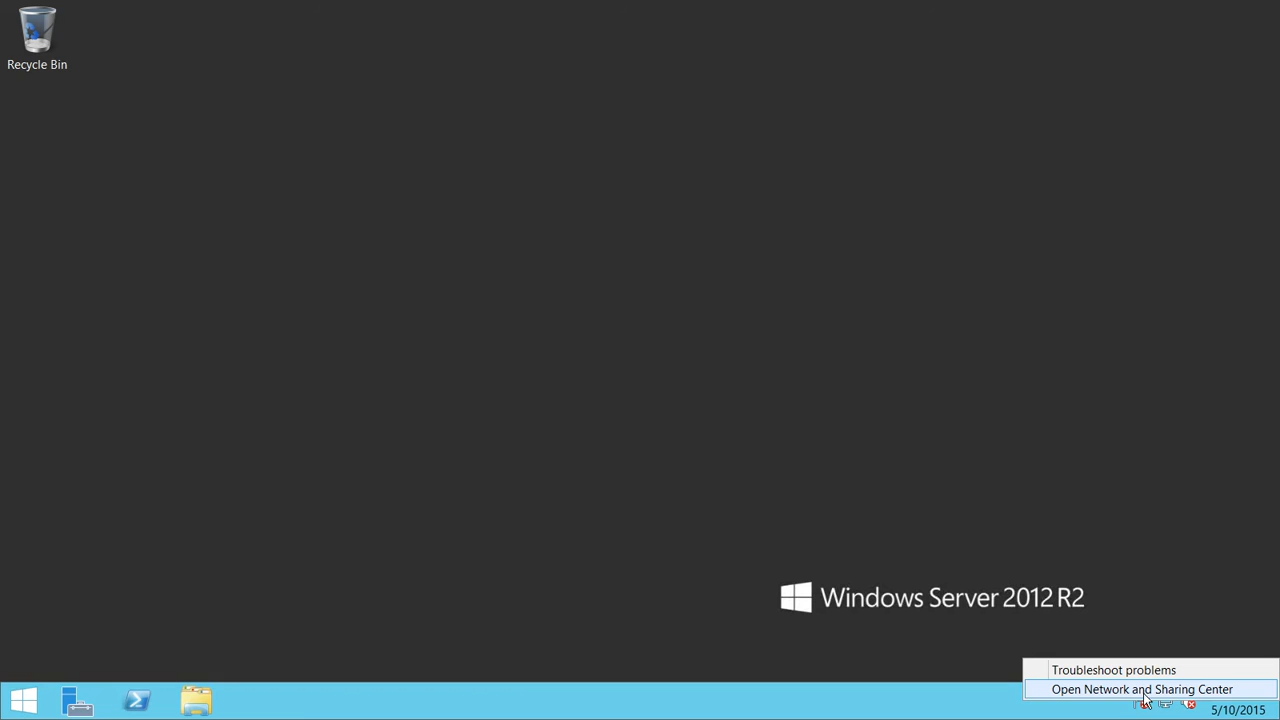 Recycle Bin
Windows Server 2012 R2
Troubleshoot problems
Open Network and Sharing Center
5/10/2015